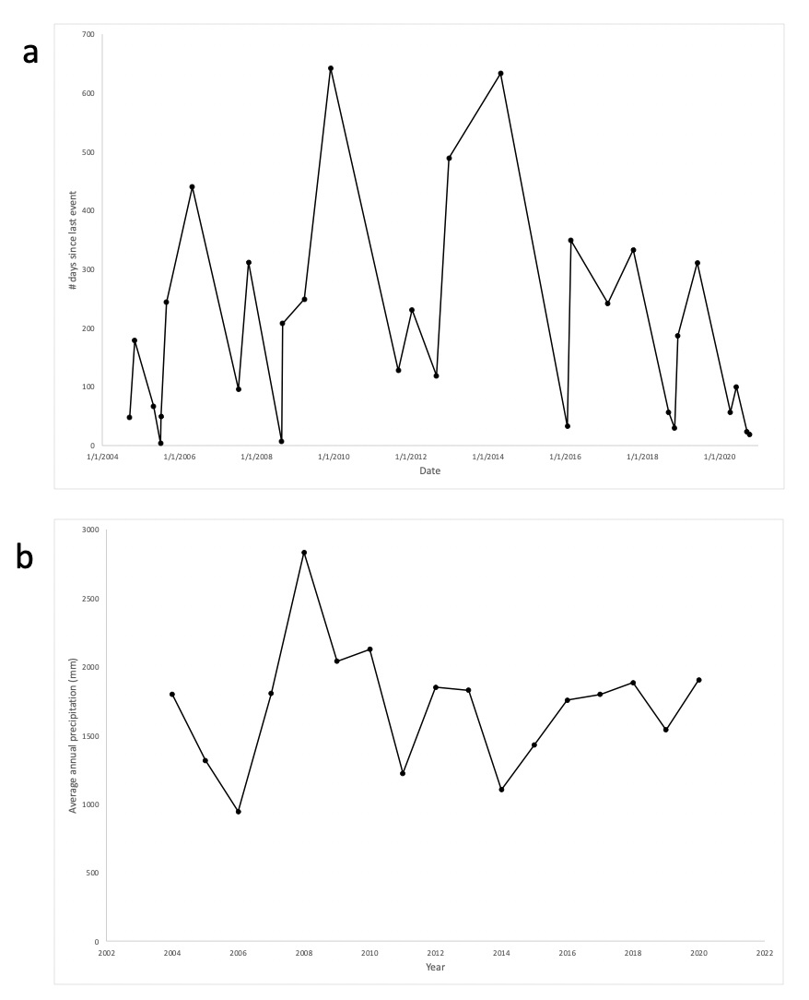 a
700
600
500
400
300
200
100
0
# days since last event
1/1/2004 1/1/2006 1/1/2008 1/1/2010 1/1/2012 1/1/2014 1/1/2016 1/1/2018 1/1/2020
Date
b
3000
2500
2000
1500
1000
500
0
Average annual precipitation (mm)
2002 2004 2006 2008 2010 2012 2014 2016 2018 2020 2022
Year